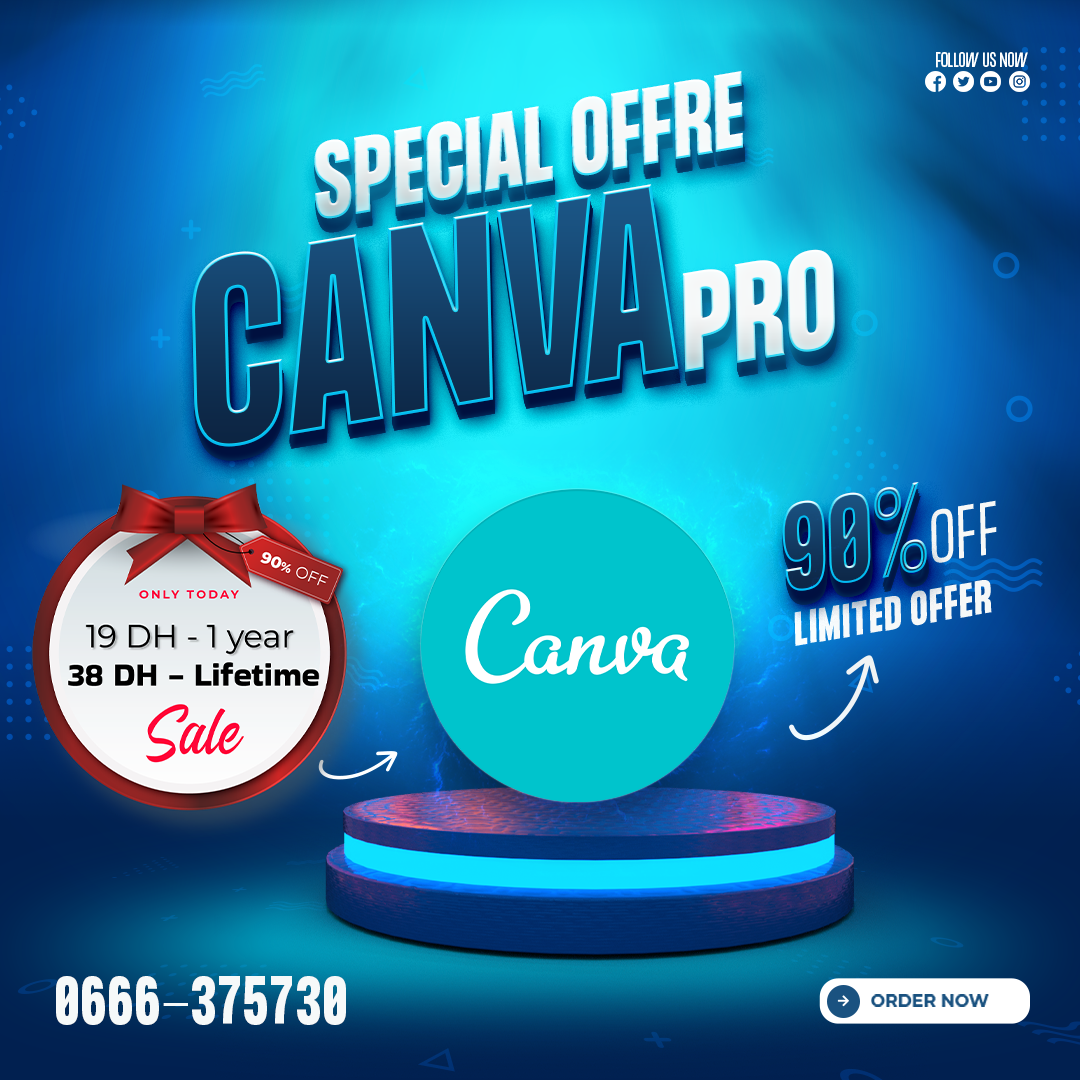 FOLLOW US NOW
SPECIAL OFFRE
CANVA PRO
90% OFF
ONLY TODAY
19 DH - 1 year
38 DH – Lifetime
Sale
Canva
90% OFF
LIMITED OFFER
0666-375730
ORDER NOW